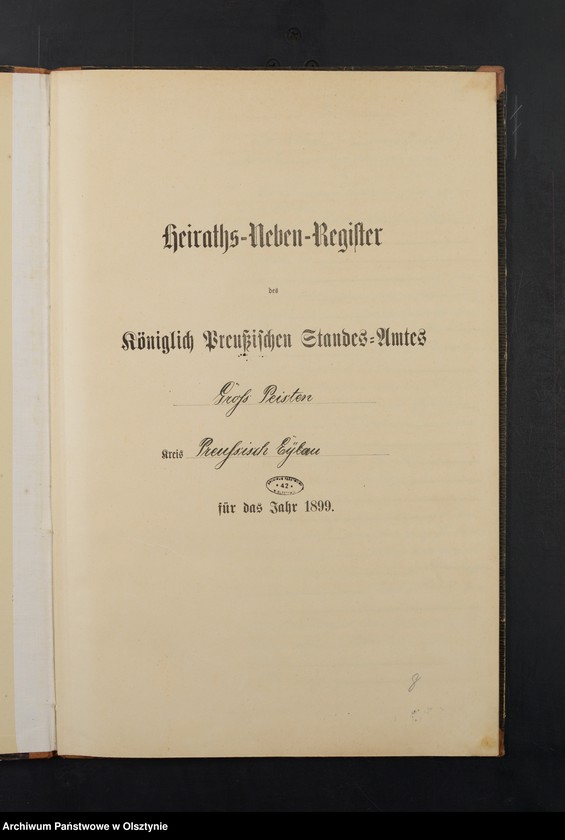 Heiraths-Neben-Register
des
Königlich Preußischen Standes-Amtes
Gross Peisten
Kreis Preussisch Eylau
42
für das Jahr 1899.
Archiwum Państwowe w Olsztynie